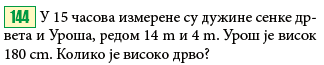 144 У 15 часова измерене су дужине сенке др-
вета и Уроша, редом 14 m и 4 m. Урош је висок
180 cm. Колико је високо дрво?